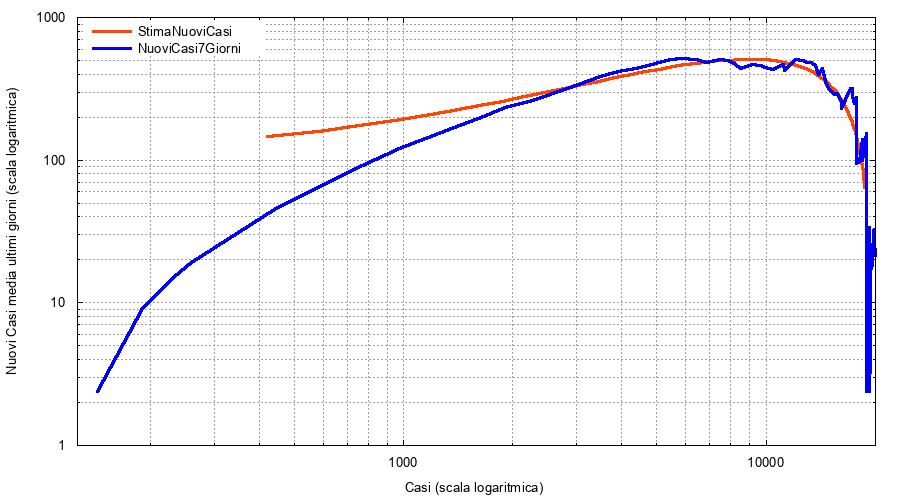 1000
StimaNuoviCasi
NuoviCasi7Giorni
100
10
1
Nuovi Casi media ultimi giorni (scala logaritmica)
1000
10000
Casi (scala logaritmica)